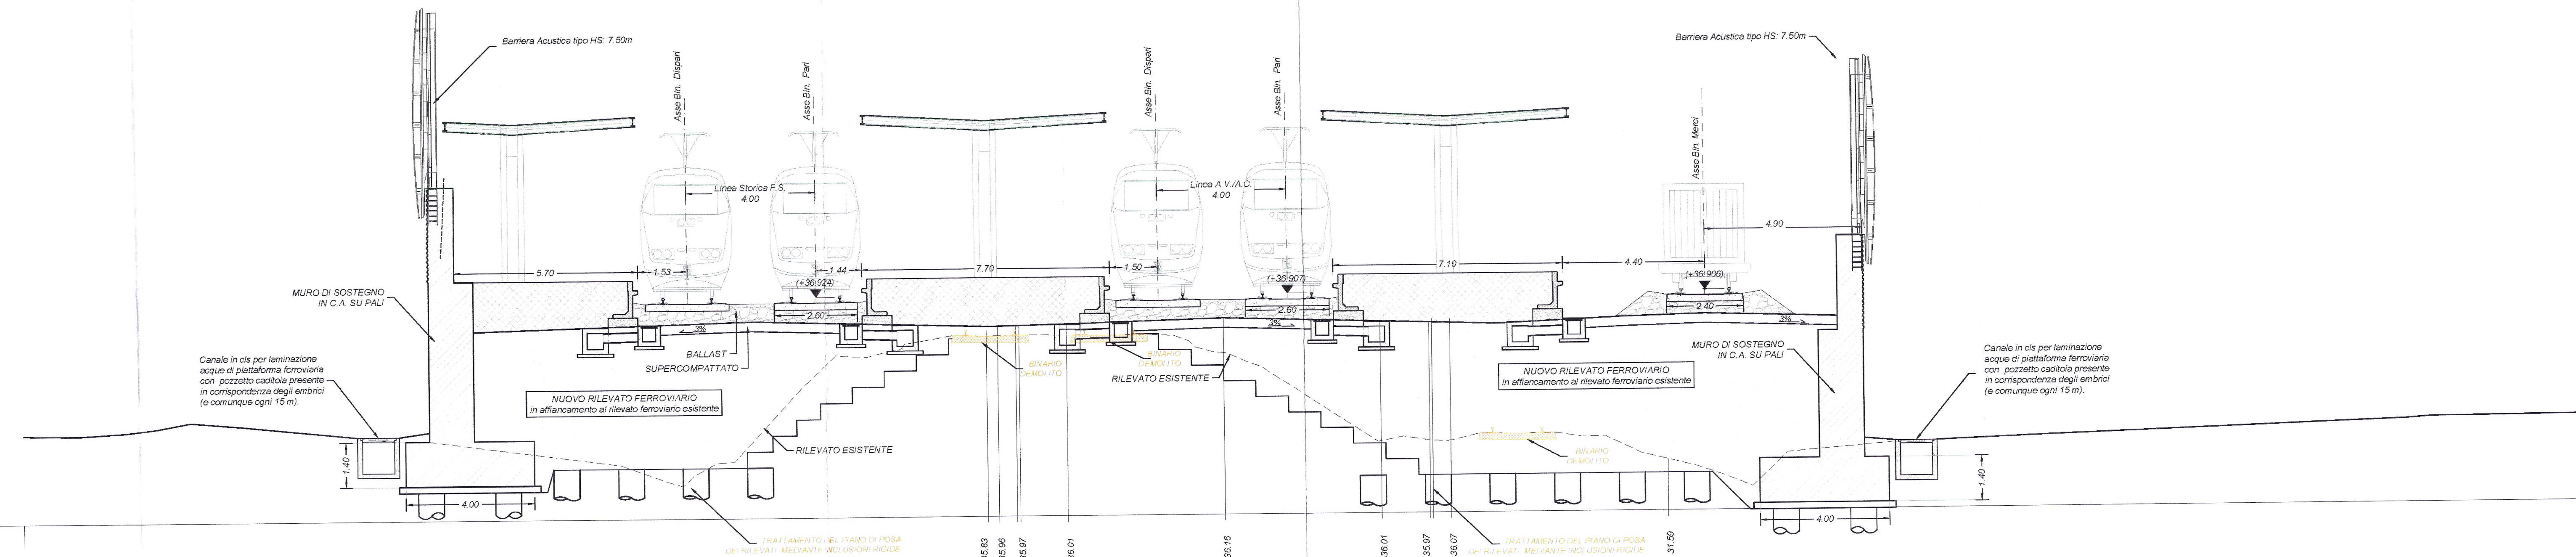 Barriera Acustica tipo HS: 7.50m
Asse Bin. Dispari
Asse Bin. Pari
Asse Bin. Dispari
Asse Bin. Pari
Barriera Acustica tipo HS: 7.50m
Asse Bin. Merci
Linea Storica F.S.
4.00
Linea A.V./A.C.
4.00
4.90
5.70
1.53
1.44
7.70
1.50
7.10
4.40
(+36.924)
(+36.907)
(+36.906)
2.60
2.60
2.40
3%
3%
3%
MURO DI SOSTEGNO
IN C.A. SU PALI
BALLAST
SUPERCOMPATTATO
BINARIO
DEMOLITO
BINARIO
DEMOLITO
RILEVATO ESISTENTE
MURO DI SOSTEGNO
IN C.A. SU PALI
Canale in cls per laminazione
acque di piattaforma ferroviaria
con pozzetto caditoia presente
in corrispondenza degli embrici
(e comunque ogni 15 m).
NUOVO RILEVATO FERROVIARIO
in affiancamento al rilevato ferroviario esistente
NUOVO RILEVATO FERROVIARIO
in affiancamento al rilevato ferroviario esistente
Canale in cls per laminazione
acque di piattaforma ferroviaria
con pozzetto caditoia presente
in corrispondenza degli embrici
(e comunque ogni 15 m).
RILEVATO ESISTENTE
BINARIO
DEMOLITO
1.40
4.00
1.40
4.00
TRATTAMENTO DEL PIANO DI POSA
DEI RILEVATI MEDIANTE INCLUSIONI RIGIDE
35.83
35.96
35.97
36.01
36.16
36.01
35.97
36.07
TRATTAMENTO DEL PIANO DI POSA
DEI RILEVATI MEDIANTE INCLUSIONI RIGIDE
31.59